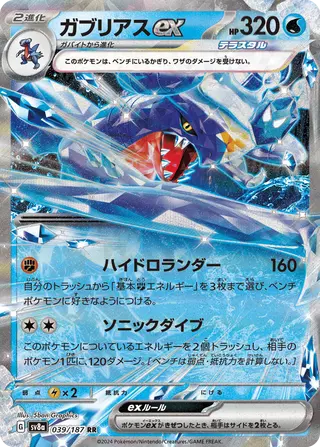 2進化 ガブリアスex HP320
ガバイトから進化 テラスタル
このポケモンは、ベンチにいるかぎり、ワザのダメージを受けない。
ハイドロランダー 160
自分のトラッシュから「基本エネルギー」を3枚まで選び、ベンチ
ポケモンに好きなようにつける。
ソニックダイブ
このポケモンについているエネルギーを2個トラッシュし、相手の
ポケモン1匹に、120ダメージ。[ベンチは弱点・抵抗力を計算しない。]
弱点 ×2 抵抗力 にげる
Illus. 5ban Graphics
G sv8a 039/187 RR
exルール
ポケモンexがきぜつしたとき、相手はサイドを2枚とる。
©2024 Pokémon/Nintendo/Creatures/GAME FREAK.